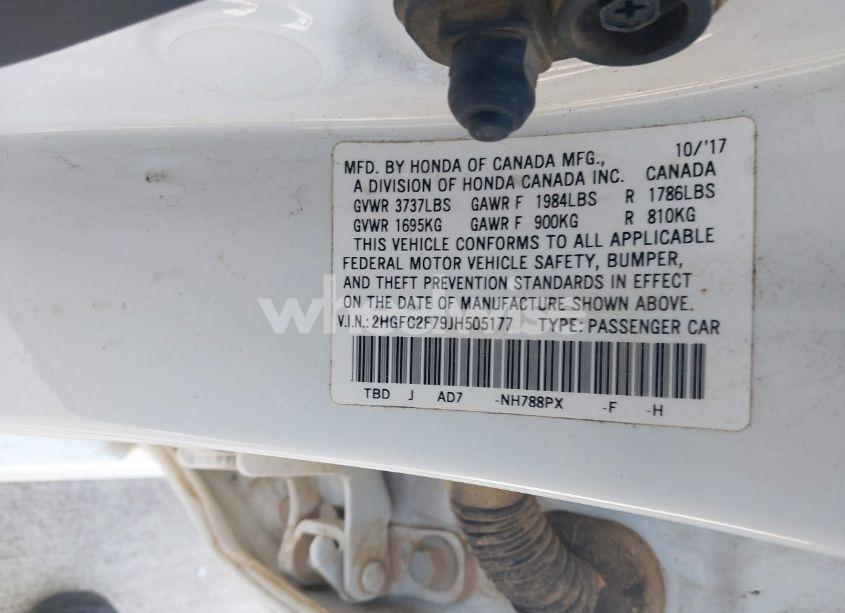 10/'17
MFD. BY HONDA OF CANADA MFG.,
A DIVISION OF HONDA CANADA INC. CANADA
GVWR 3737LBS GAWR F 1984LBS R 1786LBS
GVWR 1695KG GAWR F 900KG R 810KG
THIS VEHICLE CONFORMS TO ALL APPLICABLE
FEDERAL MOTOR VEHICLE SAFETY, BUMPER,
AND THEFT PREVENTION STANDARDS IN EFFECT
ON THE DATE OF MANUFACTURE SHOWN ABOVE.
V.I.N.: 2HGFC2F79JH505177 TYPE: PASSENGER CAR
TBD J AD7 -NH788PX -F -H